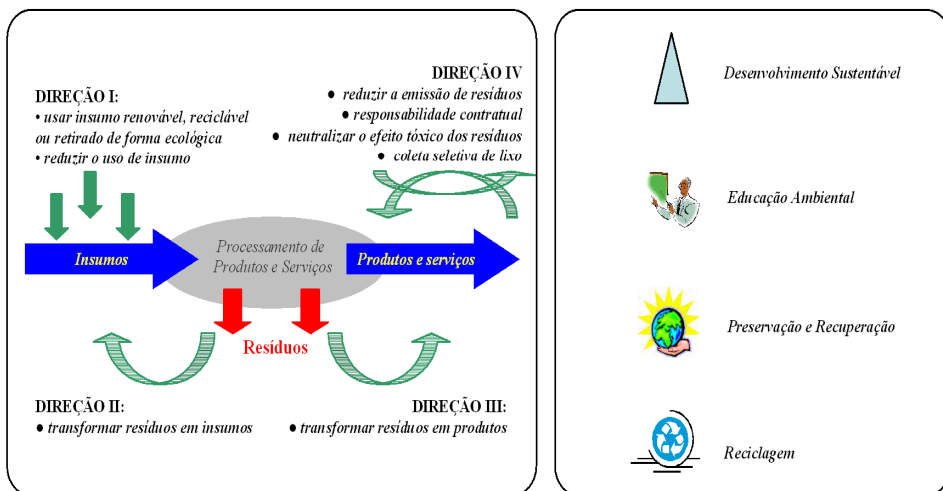 DIREÇÃO I:
• usar insumo renovável, reciclável
ou retirado de forma ecológica
• reduzir o uso de insumo
DIREÇÃO IV
● reduzir a emissão de resíduos
● responsabilidade contratual
● neutralizar o efeito tóxico dos resíduos
● coleta seletiva de lixo
Insumos
Processamento de
Produtos e Serviços
Produtos e serviços
Resíduos
DIREÇÃO II:
● transformar resíduos em insumos
DIREÇÃO III:
● transformar resíduos em produtos
Desenvolvimento Sustentável
Educação Ambiental
Preservação e Recuperação
Reciclagem